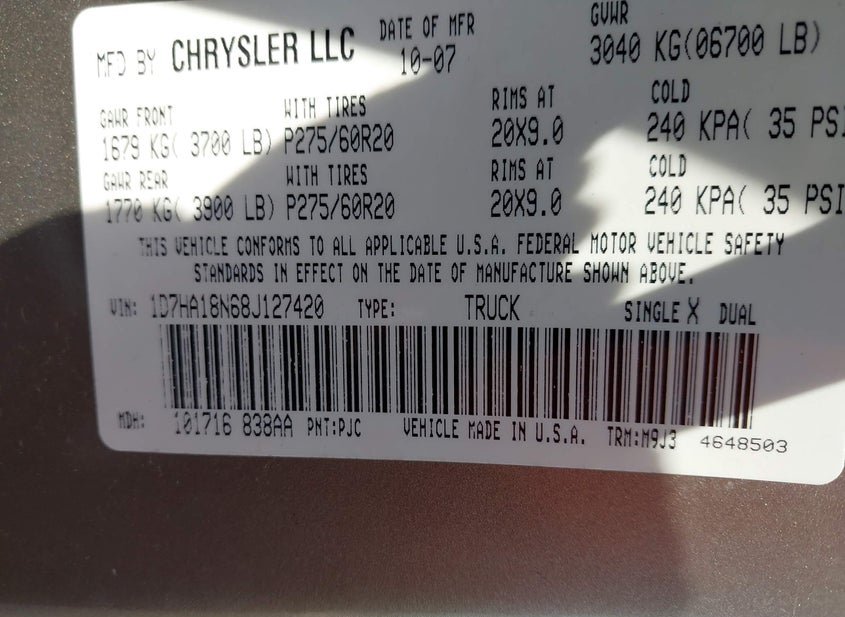 MFD BY CHRYSLER LLC DATE OF MFR GVWR
10-07 3040 KG(06700 LB)
GAWR FRONT WITH TIRES RIMS AT COLD
1679 KG( 3700 LB) P275/60R20 20X9.0 240 KPA( 35 PSI
GAWR REAR WITH TIRES RIMS AT COLD
1770 KG( 3900 LB) P275/60R20 20X9.0 240 KPA( 35 PSI
THIS VEHICLE CONFORMS TO ALL APPLICABLE U.S.A. FEDERAL MOTOR VEHICLE SAFETY
STANDARDS IN EFFECT ON THE DATE OF MANUFACTURE SHOWN ABOVE.
VIN: 1D7HA18N68J127420 TYPE: TRUCK SINGLE X DUAL
MDH: 101716 838AA PNT:PJC VEHICLE MADE IN U.S.A. TRM:M9J3 4648503